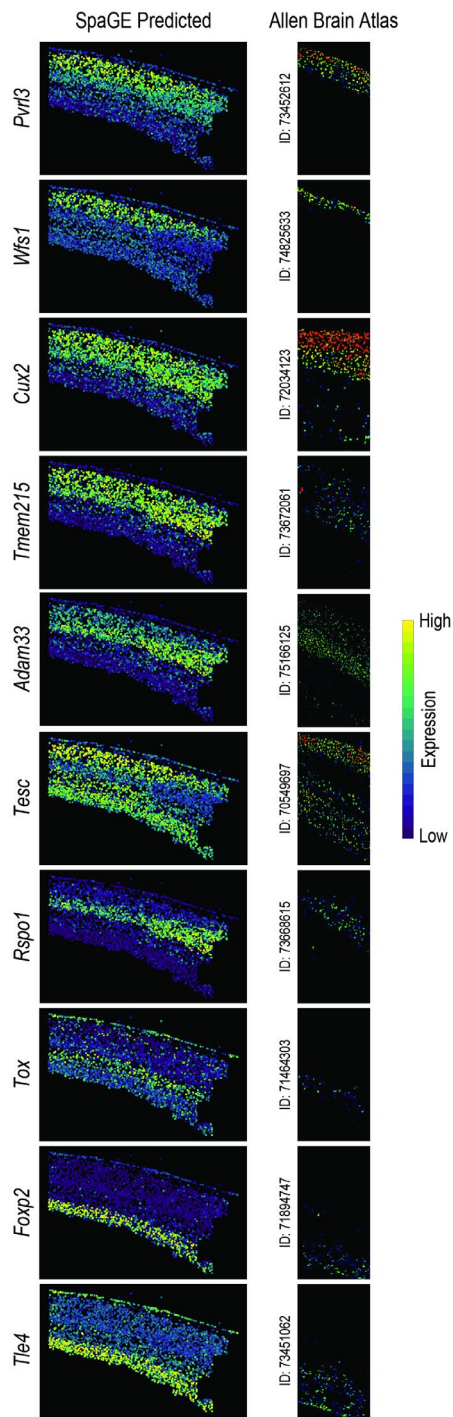 SpaGE Predicted
Allen Brain Atlas
Pvrl3
ID: 73452612
Wfs1
ID: 74825633
Cux2
ID: 72034123
Tmem215
ID: 73672061
Adam33
ID: 75166125
High
Expression
Low
Tesc
ID: 70549697
Rspo1
ID: 73668615
Tox
ID: 71464303
Foxp2
ID: 71894747
Tle4
ID: 73451062